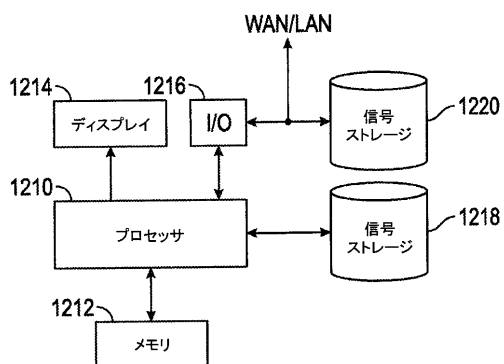 WAN/LAN
1214
1216
ディスプレイ
I/O
信号
ストレージ
1220
1210
プロセッサ
信号
ストレージ
1218
1212
メモリ